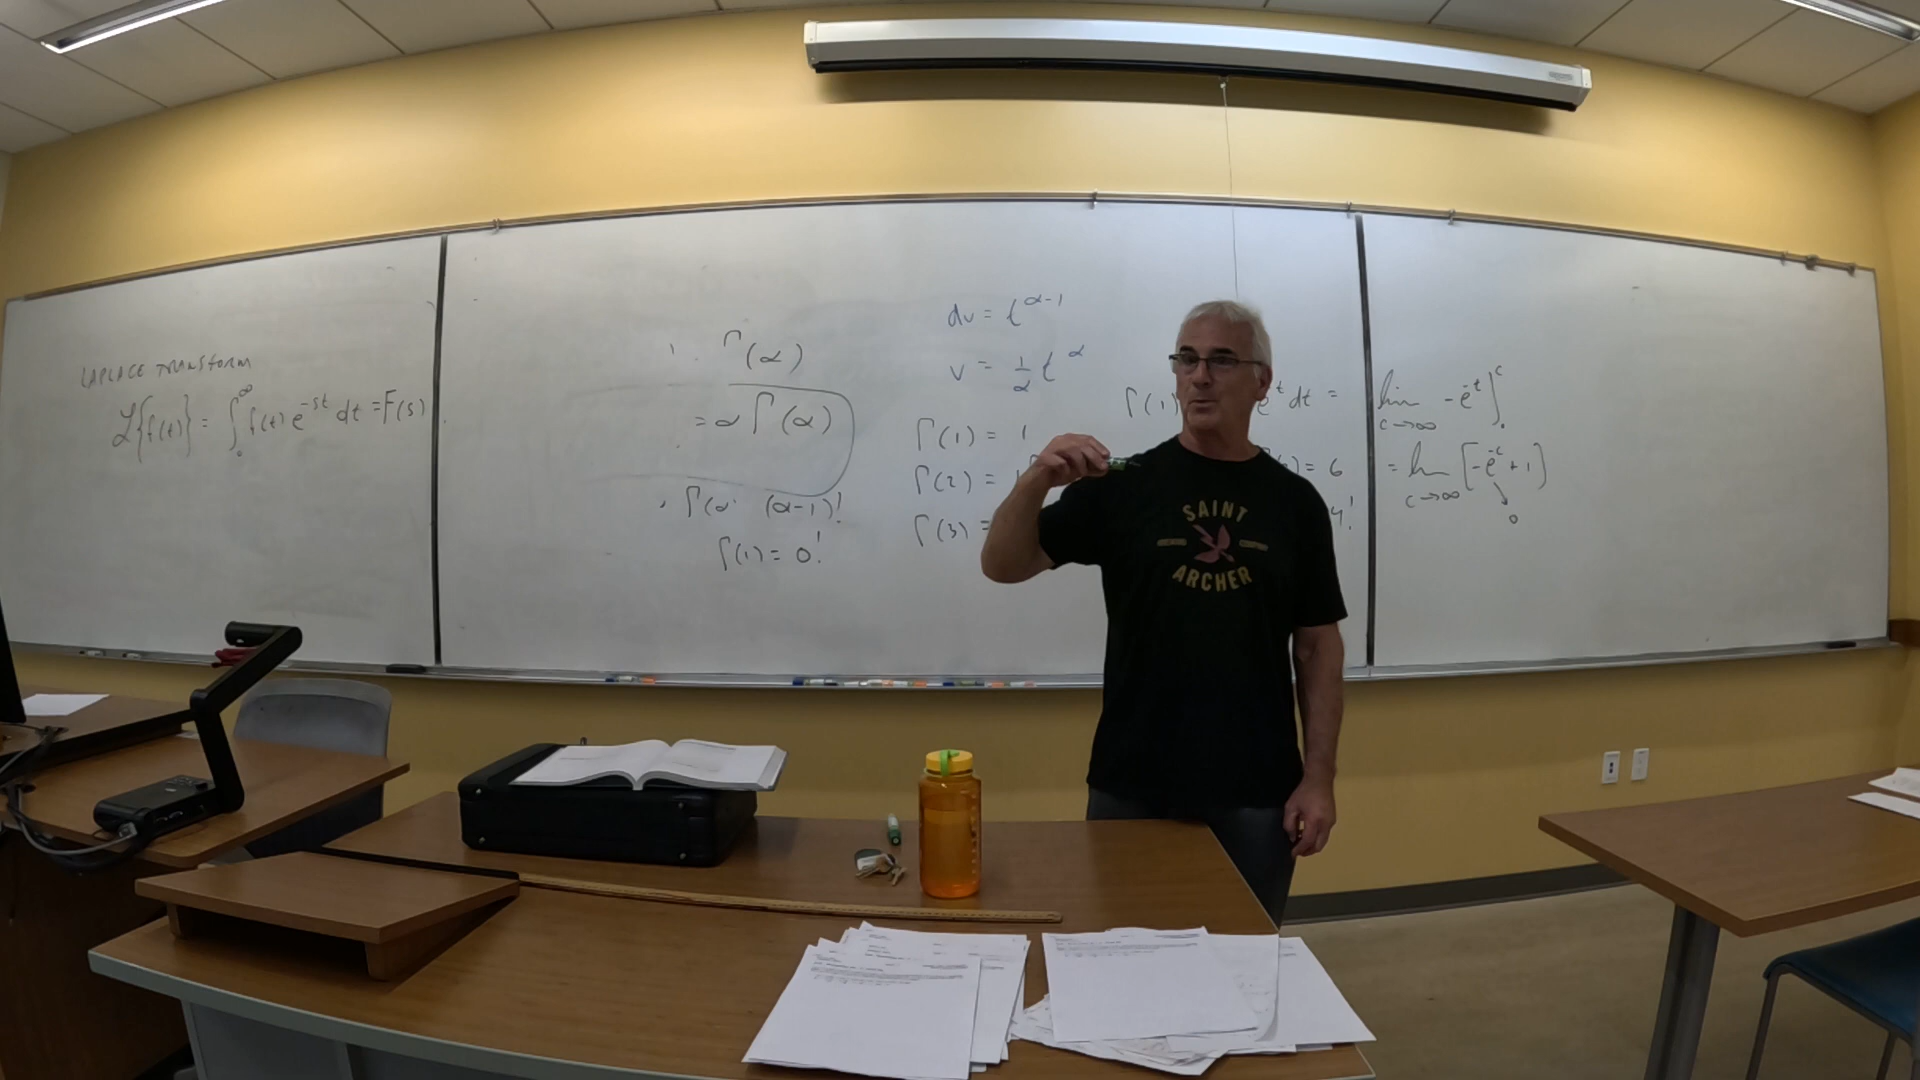 LAPLACE TRANSFORM
ℒ{f(t)} = ∫₀^∞ f(t) e^{-st} dt = F(s)
Γ(α)
= α Γ(α)
Γ(α (α-1)!
Γ(1) = 0!
dv = t^{α-1}
v = 1/α t^α
Γ(1) = 1
Γ(2) = 1
Γ(3) =
Γ(1) e^{-t} dt = lim_{c→∞} -e^{-t} ]₀^c
= 6 = lim_{c→∞} [-e^{-c} + 1]
4! 0
SAINT
ARCHER